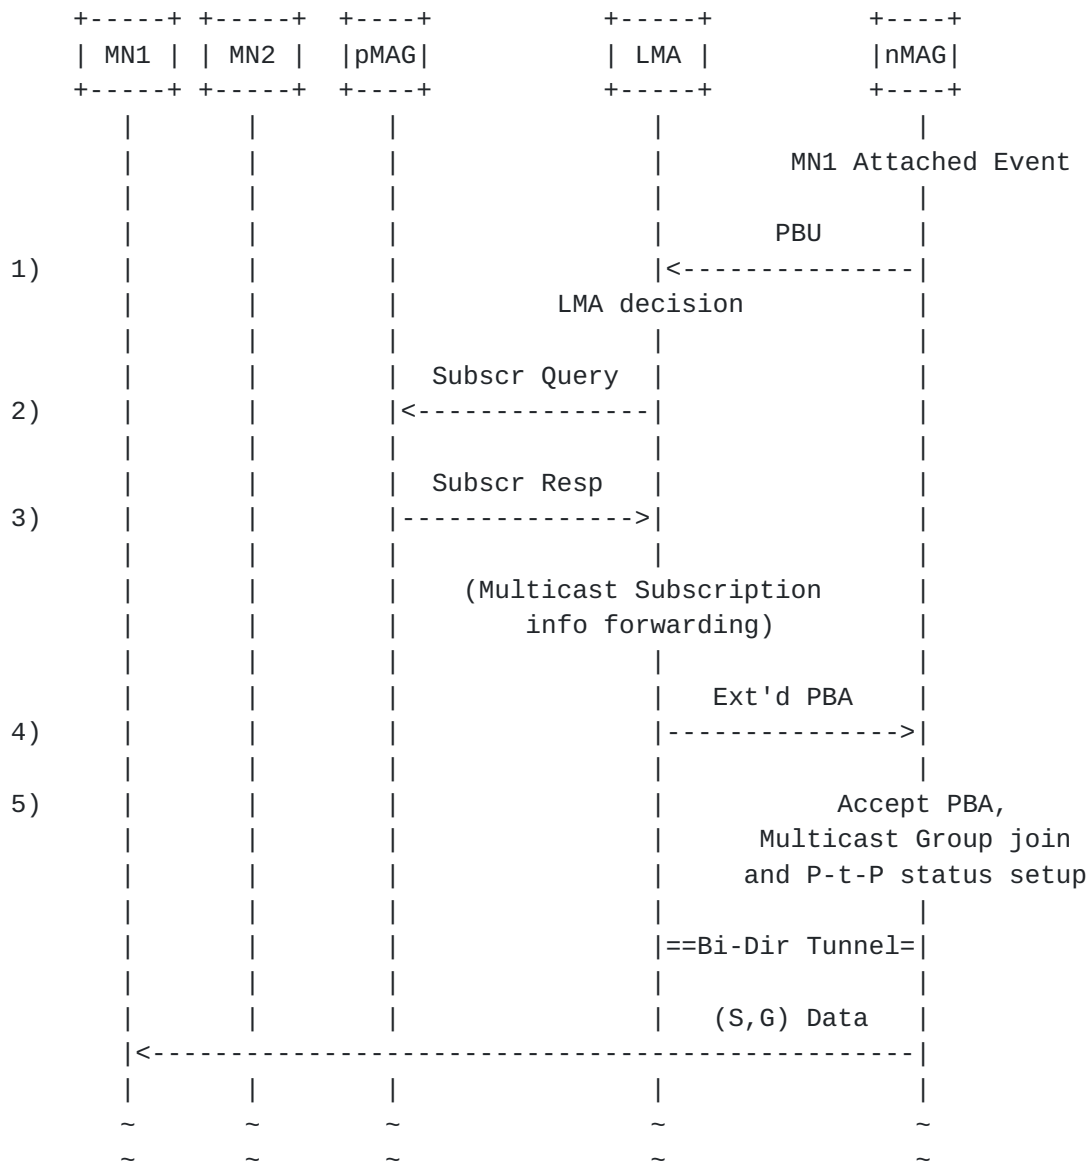 +-----+ +-----+  +----+           +-----+          +----+
    | MN1 | | MN2 |  |pMAG|           | LMA |          |nMAG|
    +-----+ +-----+  +----+           +-----+          +----+
       |       |        |                |                |
       |       |        |                |        MN1 Attached Event
       |       |        |                |                |
       |       |        |                |       PBU      |
1)     |       |        |                |<---------------|
       |       |        |          LMA decision           |
       |       |        |                |                |
       |       |        |  Subscr Query  |                |
2)     |       |        |<---------------|                |
       |       |        |                |                |
       |       |        |  Subscr Resp   |                |
3)     |       |        |--------------->|                |
       |       |        |                |                |
       |       |        |    (Multicast Subscription      |
       |       |        |        info forwarding)         |
       |       |        |                |                |
       |       |        |                |   Ext'd PBA    |
4)     |       |        |                |--------------->|
       |       |        |                |                |
5)     |       |        |                |           Accept PBA,
       |       |        |                |      Multicast Group join
       |       |        |                |     and P-t-P status setup
       |       |        |                |                |
       |       |        |                |==Bi-Dir Tunnel=|
       |       |        |                |                |
       |       |        |                |   (S,G) Data   |
       |<-------------------------------------------------|
       |       |        |                |                |
       ~       ~        ~                ~                ~
       ~       ~        ~                ~                ~